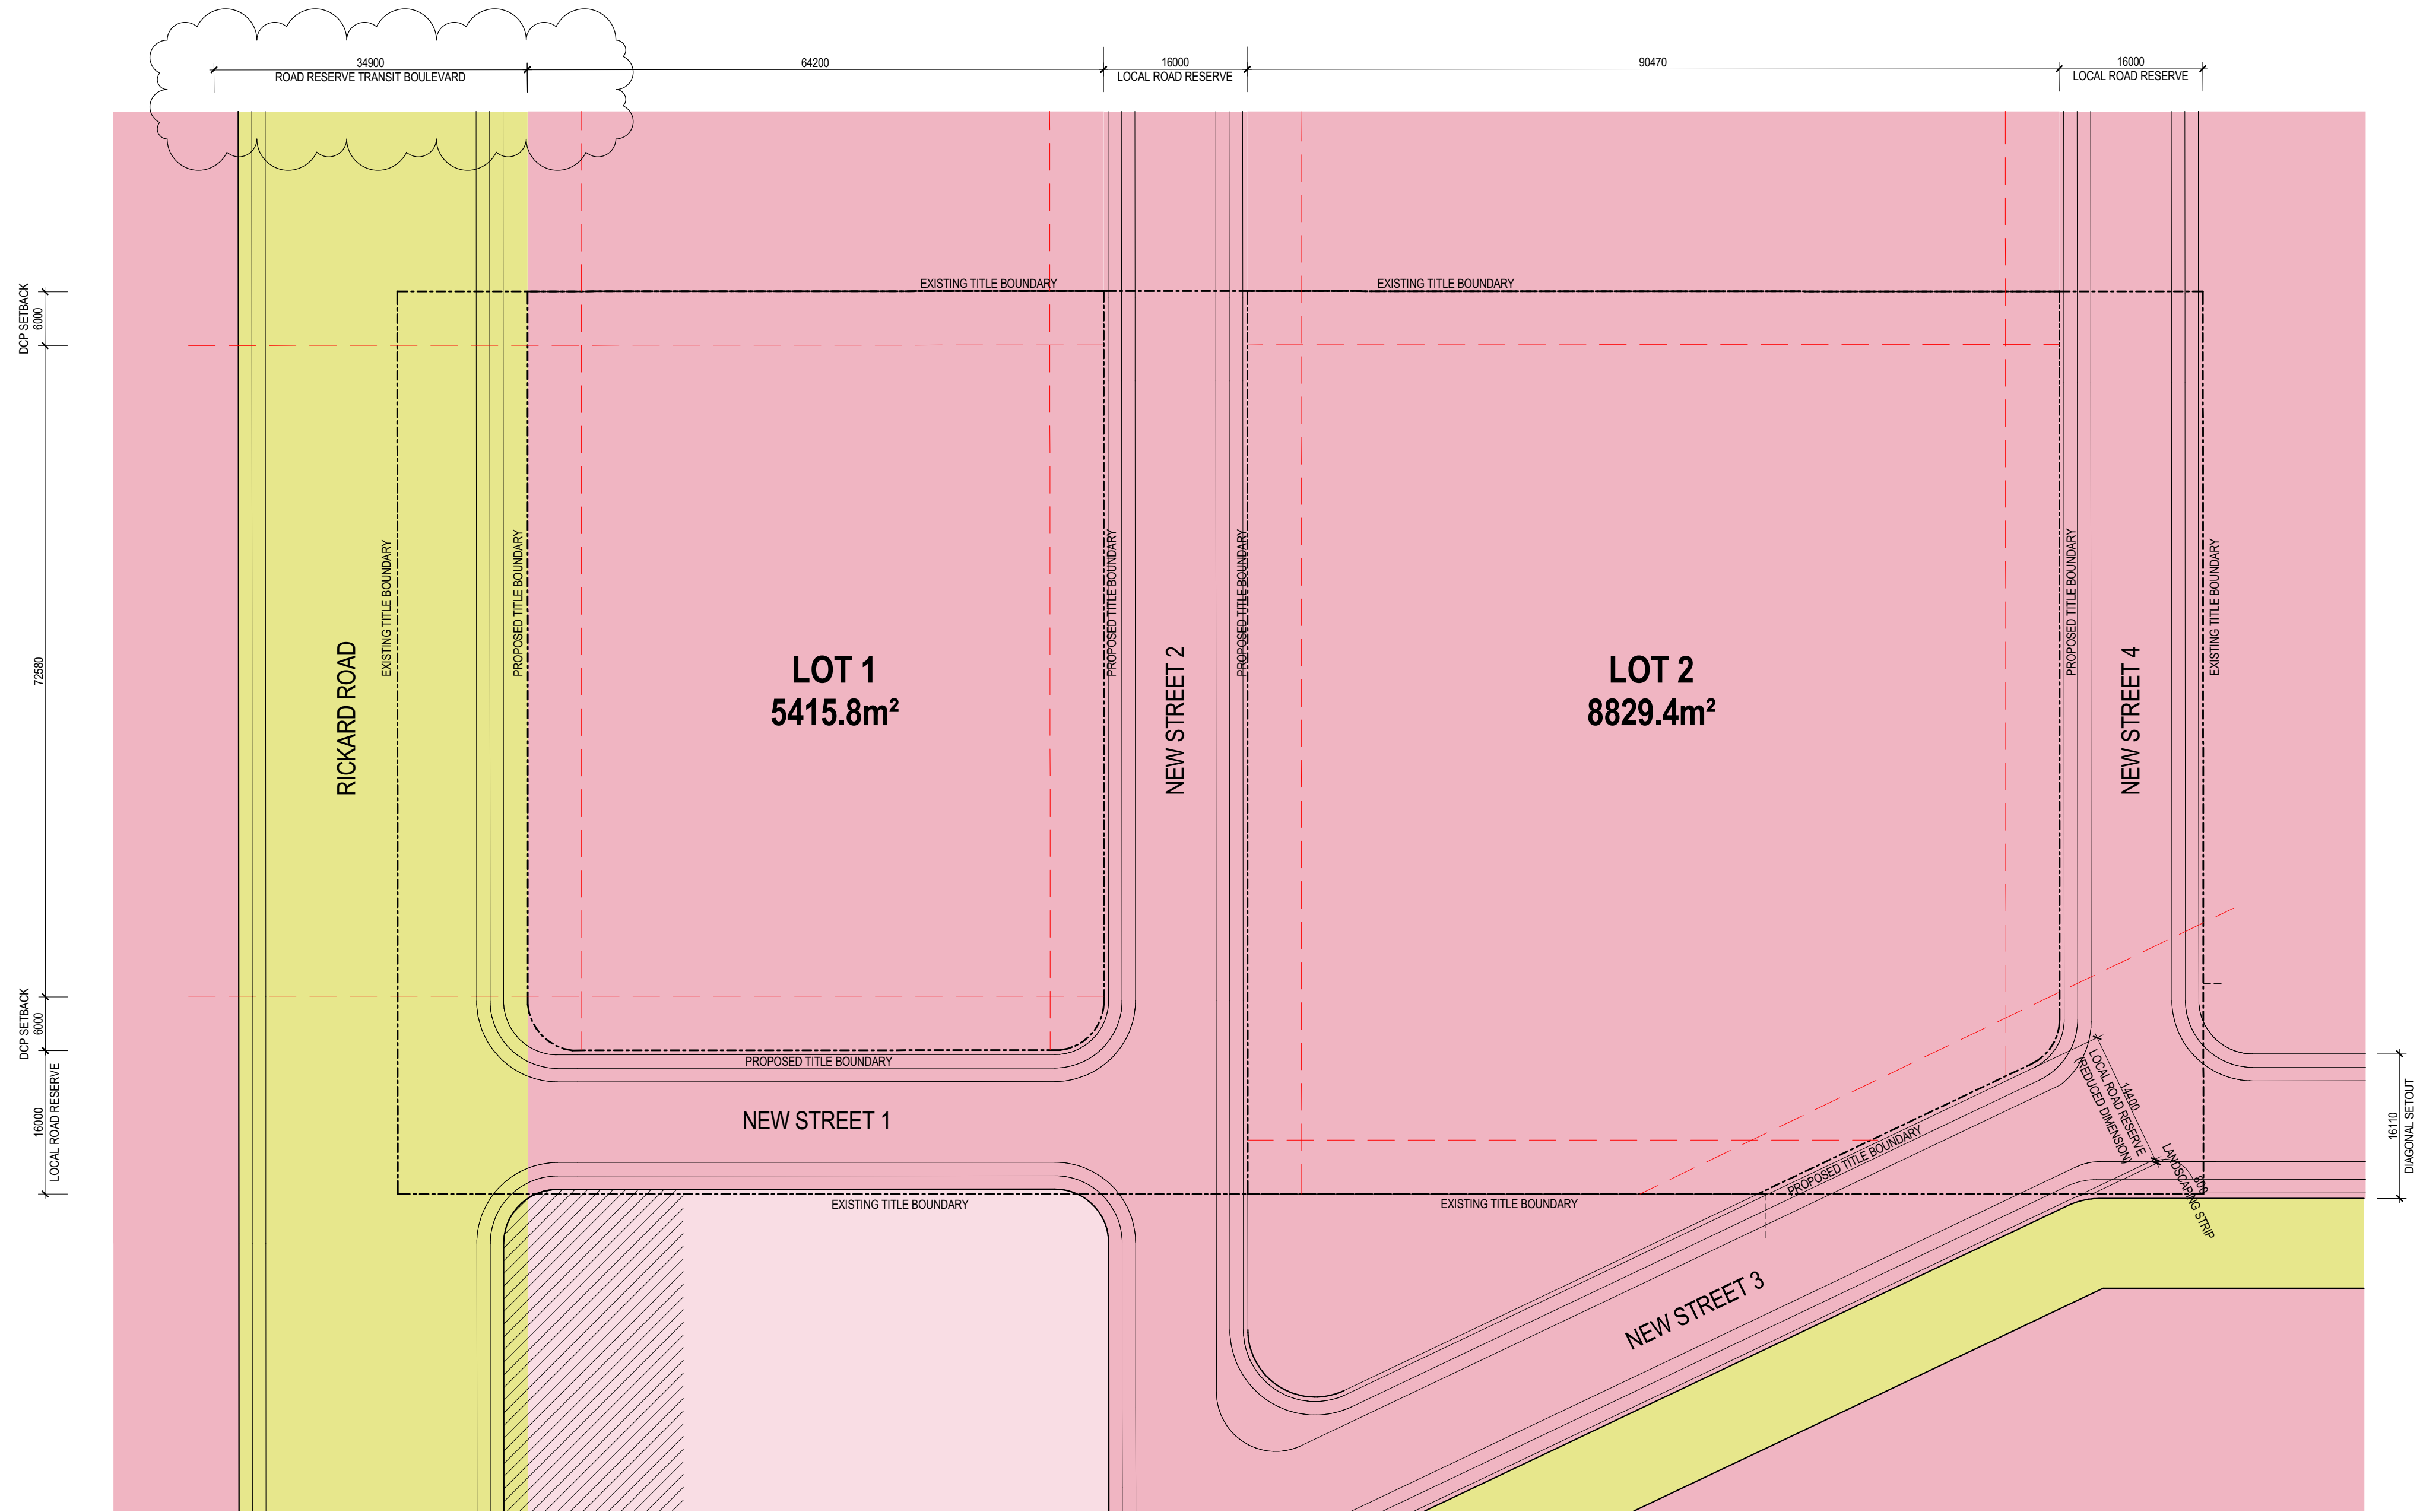 34900
ROAD RESERVE TRANSIT BOULEVARD
64200
16000
LOCAL ROAD RESERVE
90470
16000
LOCAL ROAD RESERVE
DCP SETBACK
6000
72580
DCP SETBACK
6000
16000
LOCAL ROAD RESERVE
EXISTING TITLE BOUNDARY
EXISTING TITLE BOUNDARY
RICKARD ROAD
EXISTING TITLE BOUNDARY
PROPOSED TITLE BOUNDARY
LOT 1
5415.8m²
PROPOSED TITLE BOUNDARY
NEW STREET 2
PROPOSED TITLE BOUNDARY
LOT 2
8829.4m²
PROPOSED TITLE BOUNDARY
NEW STREET 4
EXISTING TITLE BOUNDARY
PROPOSED TITLE BOUNDARY
NEW STREET 1
EXISTING TITLE BOUNDARY
EXISTING TITLE BOUNDARY
PROPOSED TITLE BOUNDARY
NEW STREET 3
14400
LOCAL ROAD RESERVE
(REDUCED DIMENSION)
800
LANDSCAPING STRIP
16110
DIAGONAL SETOUT